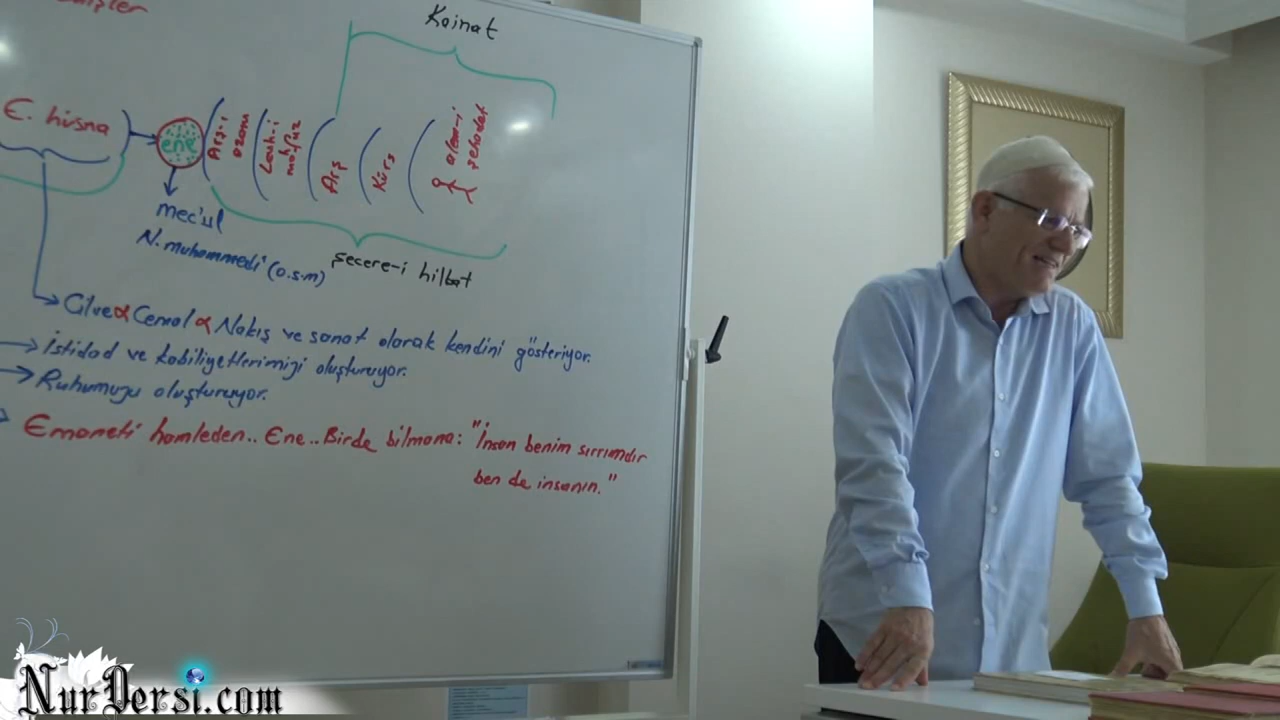 Kainat
E. hüsna
ene
Arş-ı azam
Levh-i mahfuz
Arş
Kürs
alem-i şehadet
mec'ul
N. muhammedi (a.s.m)
şecere-i hilkat
Cilve α Cemal α Nakış ve sanat olarak kendini gösteriyor.
→ İstidad ve kabiliyetlerimizi oluşturuyor.
→ Ruhumuzu oluşturuyor.
Emaneti hamleden.. Ene.. Birde bilmana: "İnsan benim sırrımdır
ben de insanın."
NurDersi.com